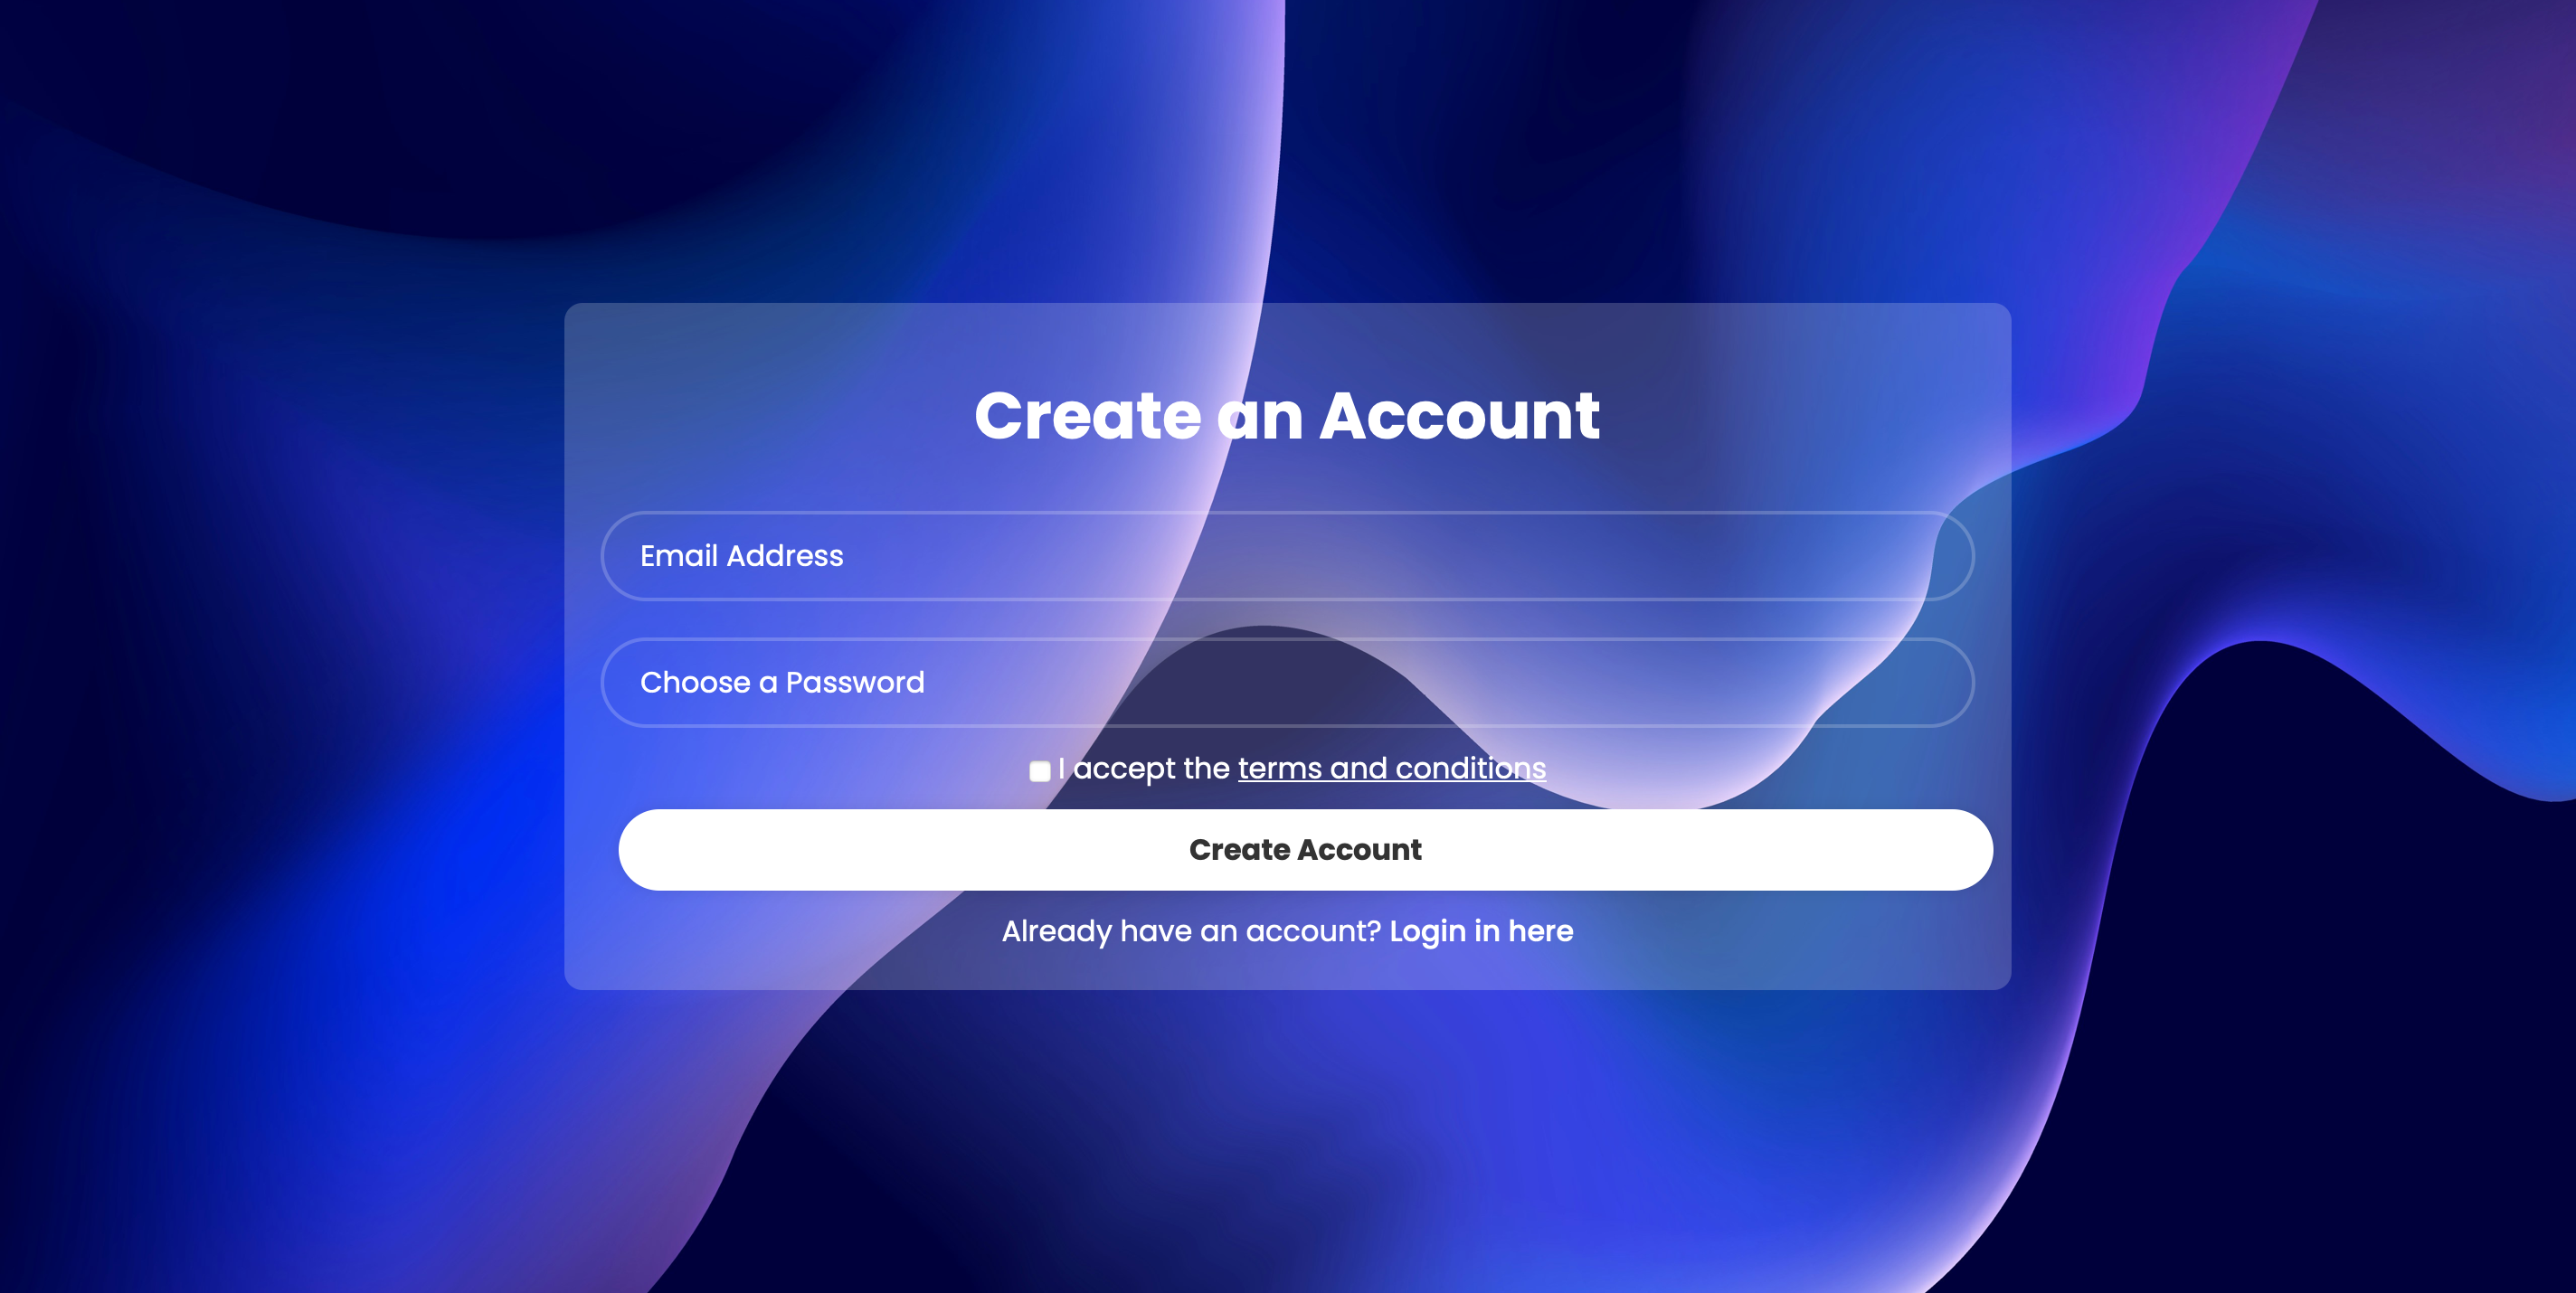 Create an Account
Email Address
Choose a Password
I accept the terms and conditions
Create Account
Already have an account? Login in here